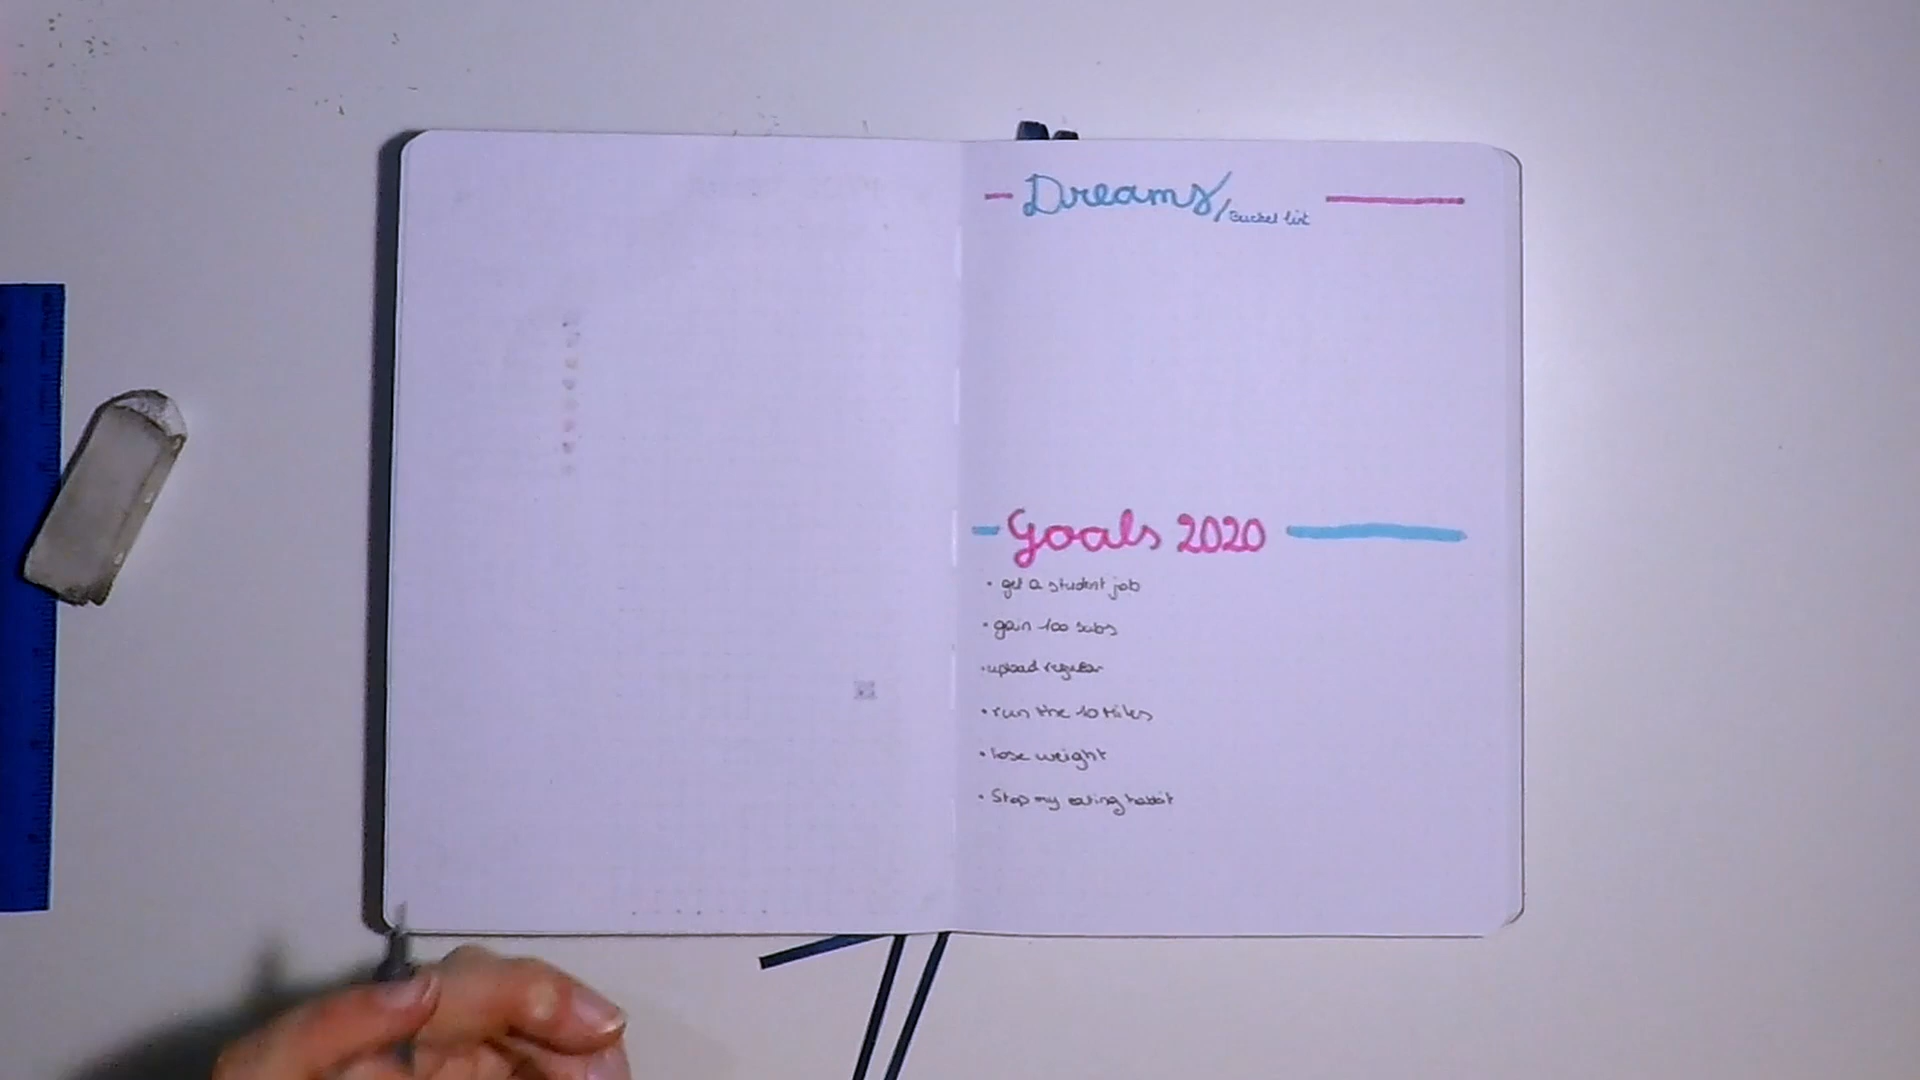 Dreams/Bucket list
Goals 2020
• get a student job
• gain 100 subs
• upload regular
• run the 10 Miles
• lose weight
• Stop my eating habbit